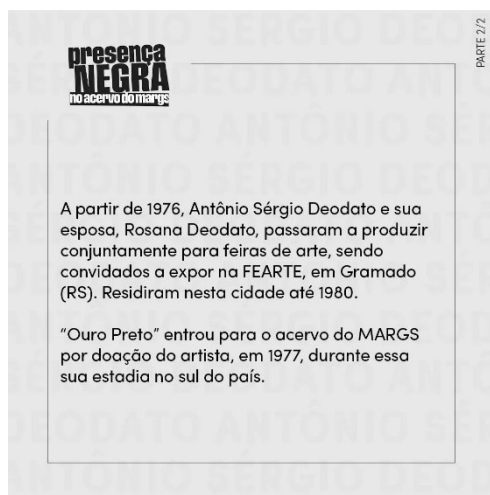 PARTE 2/2
presença
NEGRA
no acervo do margs
A partir de 1976, Antônio Sérgio Deodato e sua
esposa, Rosana Deodato, passaram a produzir
conjuntamente para feiras de arte, sendo
convidados a expor na FEARTE, em Gramado
(RS). Residiram nesta cidade até 1980.
“Ouro Preto” entrou para o acervo do MARGS
por doação do artista, em 1977, durante essa
sua estadia no sul do país.